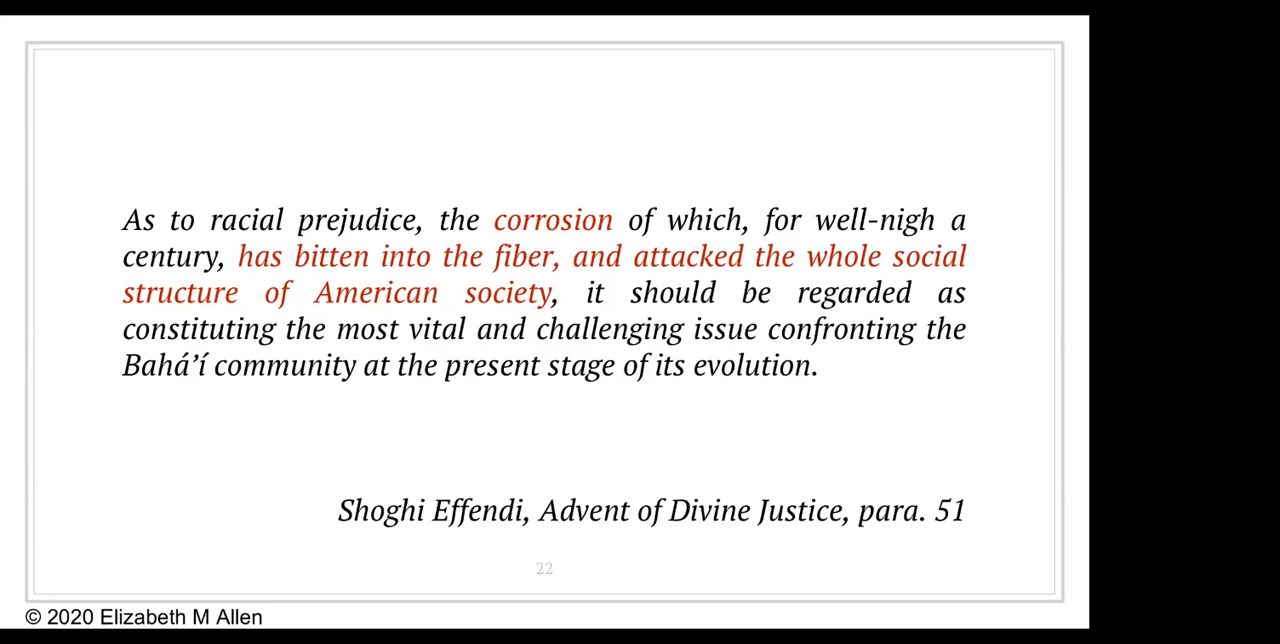 As to racial prejudice, the corrosion of which, for well-nigh a
century, has bitten into the fiber, and attacked the whole social
structure of American society, it should be regarded as
constituting the most vital and challenging issue confronting the
Bahá’í community at the present stage of its evolution.
Shoghi Effendi, Advent of Divine Justice, para. 51
22
© 2020 Elizabeth M Allen